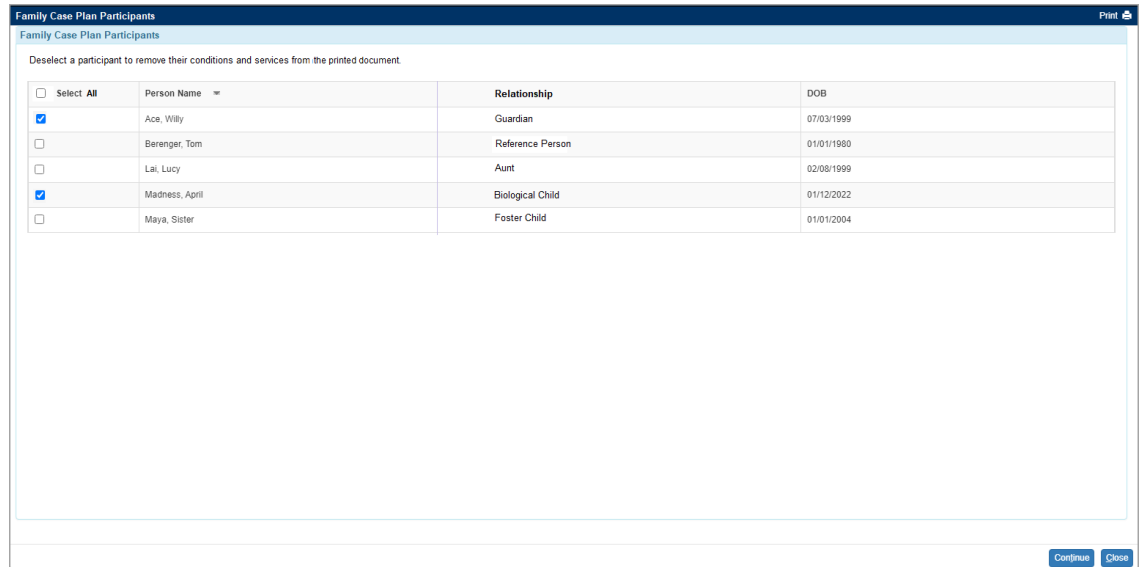 Family Case Plan Participants Print
Family Case Plan Participants
Deselect a participant to remove their conditions and services from the printed document.
Select All Person Name Relationship DOB
Ace, Willy Guardian 07/03/1999
Berenger, Tom Reference Person 01/01/1980
Lai, Lucy Aunt 02/08/1999
Madness, April Biological Child 01/12/2022
Maya, Sister Foster Child 01/01/2004
Continue Close